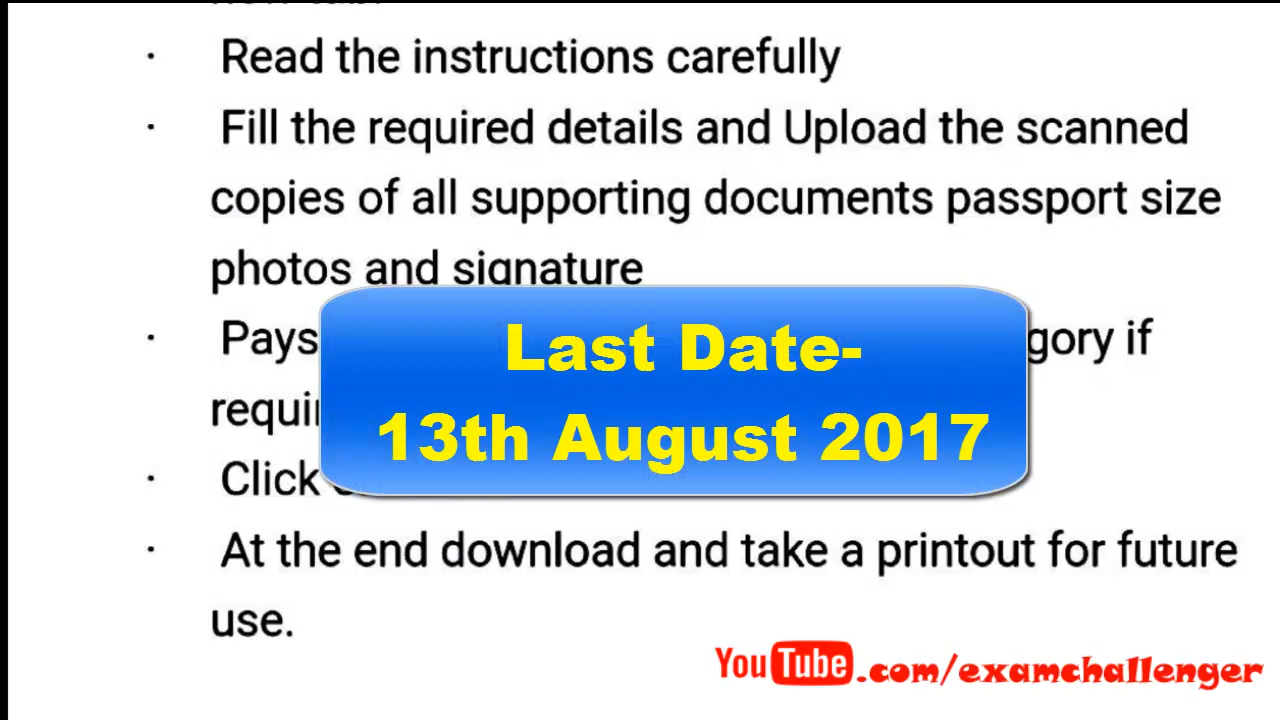 · Read the instructions carefully
· Fill the required details and Upload the scanned
copies of all supporting documents passport size
photos and signature
· Pays
gory if
requi
Last Date-
13th August 2017
· Click
· At the end download and take a printout for future
use.
YouTube.com/examchallenger